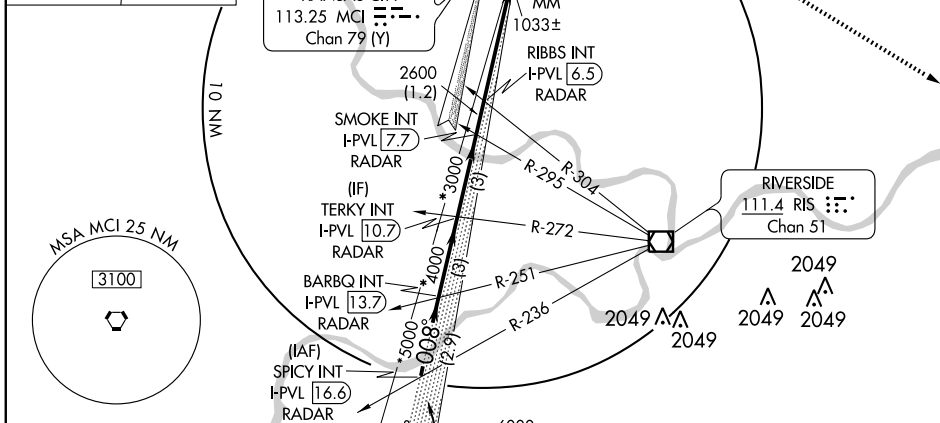 113.25 MCI
Chan 79 (Y)
MM
1033±
RIBBS INT
I-PVL 6.5
RADAR
2600
(1.2)
10 NM
SMOKE INT
I-PVL 7.7
RADAR
*3000
(3)
R-304
R-295
(IF)
TERKY INT
I-PVL 10.7
RADAR
R-272
RIVERSIDE
111.4 RIS
Chan 51
MSA MCI 25 NM
3100
*4000
(3)
BARBQ INT
I-PVL 13.7
RADAR
R-251
R-236
2049
2049
2049
2049
2049
008°
*5000
(2.9)
(IAF)
SPICY INT
I-PVL 16.6
RADAR